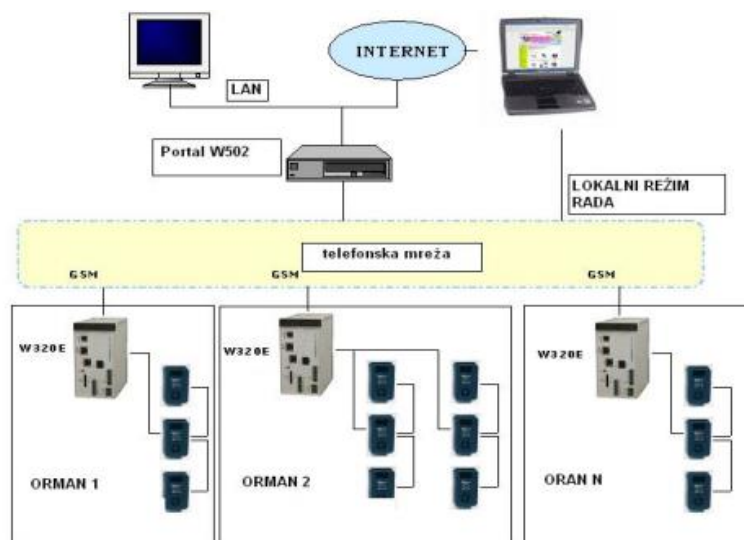 INTERNET
LAN
Portal W502
LOKALNI REŽIM
RADA
telefonska mreža
GSM
GSM
GSM
W320E
W320E
W320E
ORMAN 1
ORMAN 2
ORAN N